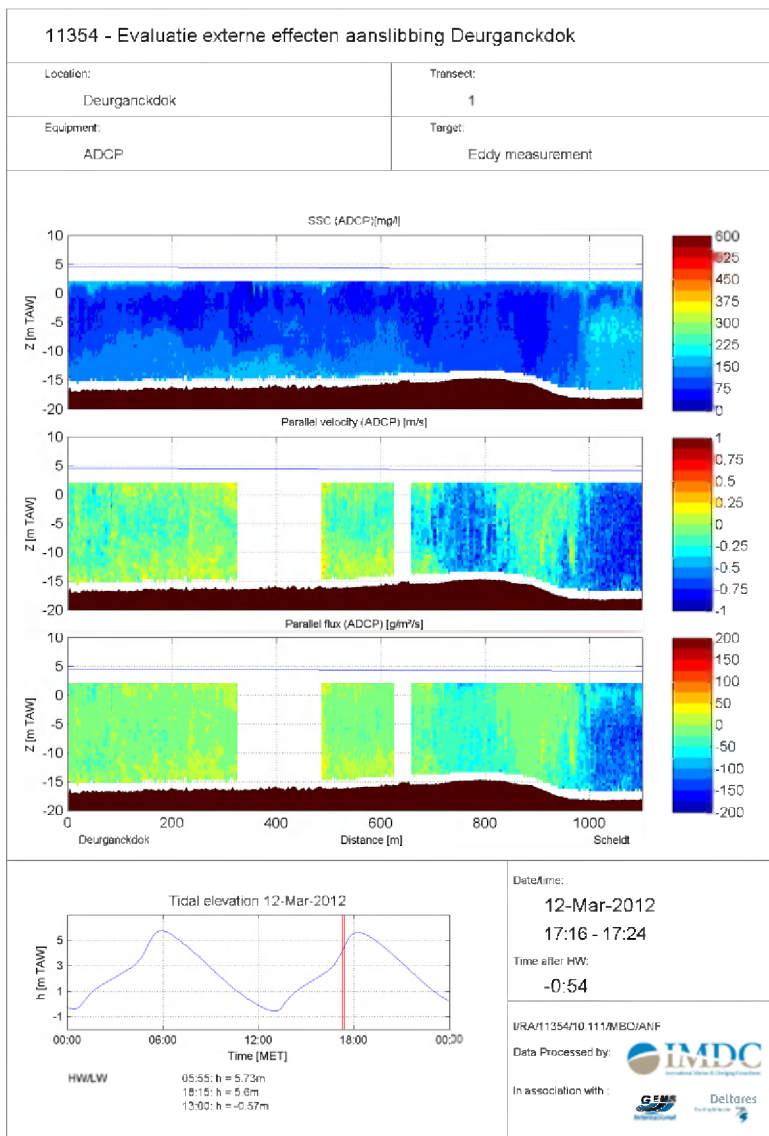 11354 - Evaluatie externe effecten aanslibbing Deurganckdok
Location:
Deurganckdok
Transect:
1
Equipment:
ADCP
Target:
Eddy measurement
SSC (ADCP)[mg/l]
10
5
0
-5
-10
-15
-20
Z [m TAW]
600
525
450
375
300
225
150
75
0
Parallel velocity (ADCP) [m/s]
10
5
0
-5
-10
-15
-20
Z [m TAW]
1
0.75
0.5
0.25
0
-0.25
-0.5
-0.75
-1
Parallel flux (ADCP) [g/m²/s]
10
5
0
-5
-10
-15
-20
Z [m TAW]
200
150
100
50
0
-50
-100
-150
-200
0 200 400 600 800 1000
Deurganckdok Distance [m] Scheldt
Tidal elevation 12-Mar-2012
5
3
1
-1
h [m TAW]
00:00 06:00 12:00 18:00 00:00
Time [MET]
HW/LW
05:55: h = 5.73m
18:15: h = 5.6m
13:00: h = -0.57m
Date/time:
12-Mar-2012
17:16 - 17:24
Time after HW:
-0:54
I/RA/11354/10.111/MBO/ANF
Data Processed by:
IMDC
International Marine & Dredging Consultants
In association with :
GEMS
International
Deltares